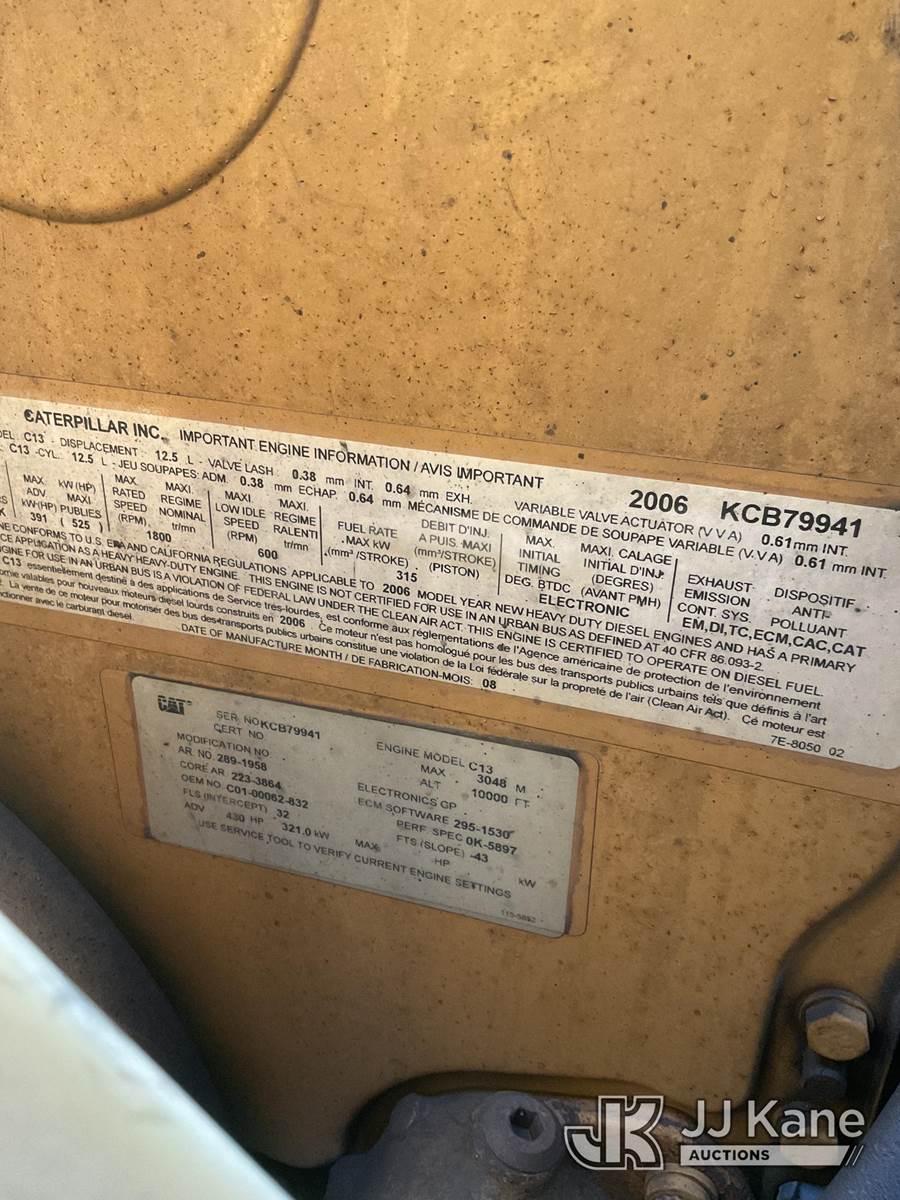 CATERPILLAR INC. IMPORTANT ENGINE INFORMATION / AVIS IMPORTANT 2006 KCB79941
C13 - DISPLACEMENT: 12.5 L - VALVE LASH: 0.38 mm INT. 0.64 mm EXH. VARIABLE VALVE ACTUATOR (V V A) 0.61mm INT.
C13 -CYL. 12.5 L - JEU SOUPAPES: ADM. 0.38 mm ECHAP. 0.64 mm MÉCANISME DE COMMANDE DE SOUPAPE VARIABLE (V.V A) 0.61 mm INT.
MAX. kW(HP) MAX. MAXI. MAXI. MAXI. FUEL RATE DEBIT D'INJ. MAX. MAXI. CALAGE EXHAUST DISPOSITIF
ADV MAXI RATED REGIME LOW IDLE REGIME MAX kW A PUIS. MAXI INITIAL INITIAL D'INJ. EMISSION ANTI-
kW(HP) PUBLIES SPEED NOMINAL SPEED RALENTI (mm³/STROKE) (mm³/STROKE) TIMING (DEGRES) CONT. SYS. POLLUANT
391 ( 525 ) (RPM) tr/mn (RPM) tr/mn (PISTON) DEG. BTDC (AVANT PMH) EM,DI,TC,ECM,CAC,CAT
1800 600 315 ELECTRONIC
CONFORMS TO U.S. EPA AND CALIFORNIA REGULATIONS APPLICABLE TO 2006 MODEL YEAR NEW HEAVY DUTY DIESEL ENGINES AND HAS A PRIMARY
APPLICATION AS A HEAVY-HEAVY-DUTY ENGINE. THIS ENGINE IS NOT CERTIFIED FOR USE IN AN URBAN BUS AS DEFINED AT 40 CFR 86.093-2.
FOR USE IN AN URBAN BUS IS A VIOLATION OF FEDERAL LAW UNDER THE CLEAN AIR ACT. THIS ENGINE IS CERTIFIED TO OPERATE ON DIESEL FUEL.
C13 essentiellement destiné à des applications de Service très-lourdes, est conforme aux réglementations de l'Agence américaine de protection de l'environnement
valables pour nouveaux moteurs diesel lourds construits en 2006 Ce moteur n'est pas homologué pour les bus des transports publics urbains tels que définis à l'art
La vente de ce moteur pour motoriser des bus des transports publics urbains constitue une violation de la Loi fédérale sur la propreté de l'air (Clean Air Act). Cé moteur est
avec le carburant diesel.
DATE OF MANUFACTURE MONTH / DE FABRICATION-MOIS: 08
7E-8050 02
CAT
SER. NO KCB79941 ENGINE MODEL C13
CERT NO MAX 3048 M
MODIFICATION NO ALT 10000 FT
AR. NO. 289-1958 ELECTRONICS GP
CORE AR 223-3864 ECM SOFTWARE 295-1530
OEM NO. C01-00062-832 PERF. SPEC 0K-5897
FLS (INTERCEPT) 32 FTS (SLOPE) -43
ADV 430 HP 321.0 kW MAX HP kW
USE SERVICE TOOL TO VERIFY CURRENT ENGINE SETTINGS
JK JJ Kane
AUCTIONS